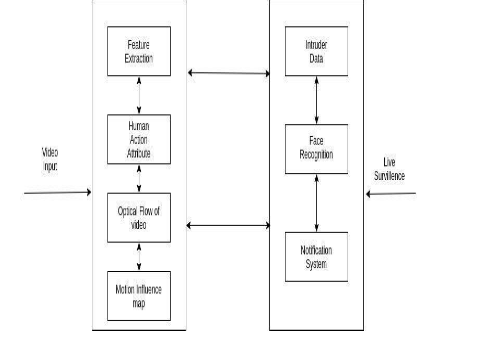 Feature
Extraction
Human
Action
Attribute
Optical Flow of
video
Motion Influence
map
Video
Input
Intruder
Data
Face
Recognition
Notification
System
Live
Survillence